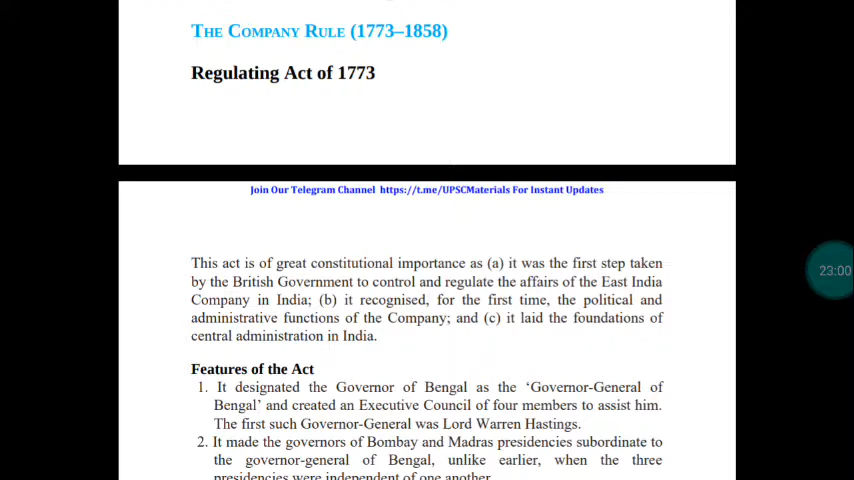 THE COMPANY RULE (1773–1858)
Regulating Act of 1773
Join Our Telegram Channel https://t.me/UPSCMaterials For Instant Updates
This act is of great constitutional importance as (a) it was the first step taken
by the British Government to control and regulate the affairs of the East India
Company in India; (b) it recognised, for the first time, the political and
administrative functions of the Company; and (c) it laid the foundations of
central administration in India.
23:00
Features of the Act
1. It designated the Governor of Bengal as the ‘Governor-General of
Bengal’ and created an Executive Council of four members to assist him.
The first such Governor-General was Lord Warren Hastings.
2. It made the governors of Bombay and Madras presidencies subordinate to
the governor-general of Bengal, unlike earlier, when the three
presidencies were independent of one another.